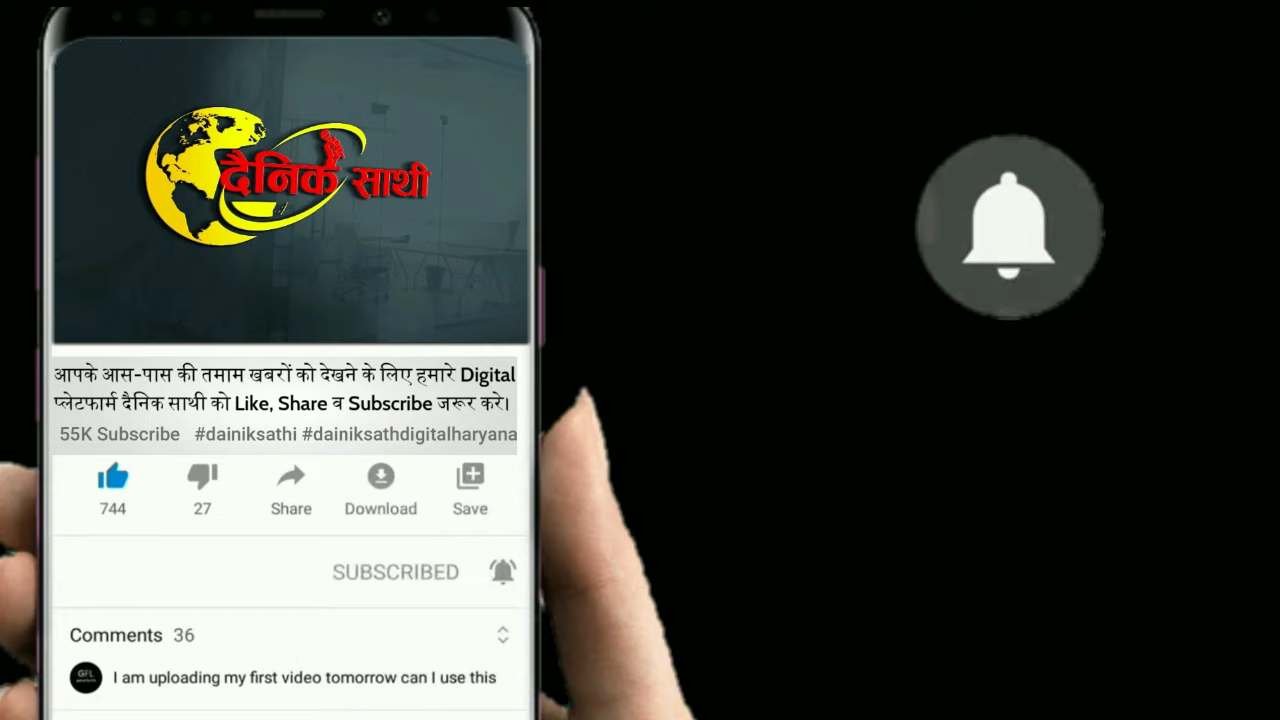 दैनिक साथी
आपके आस-पास की तमाम खबरों को देखने के लिए हमारे Digital
प्लेटफार्म दैनिक साथी को Like, Share व Subscribe जरूर करे।
55K Subscribe #dainiksathi #dainiksathdigitalharyana
744 27 Share Download Save
SUBSCRIBED
Comments 36
GFL
I am uploading my first video tomorrow can I use this